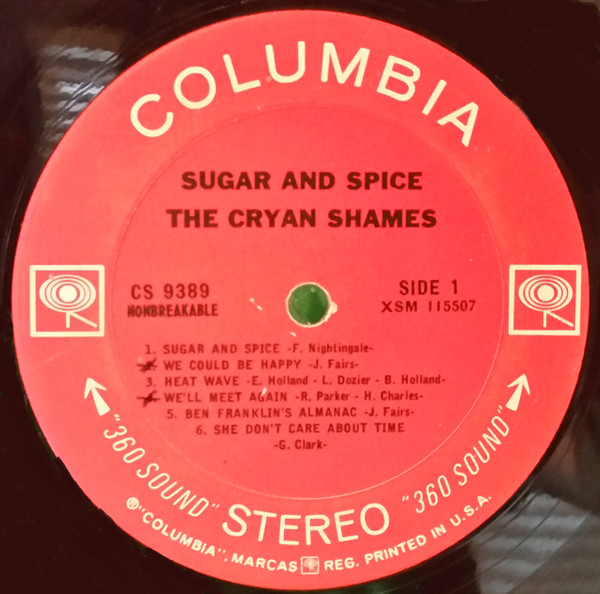 COLUMBIA
SUGAR AND SPICE
THE CRYAN SHAMES
CS 9389
NONBREAKABLE
SIDE 1
XSM 115507
1. SUGAR AND SPICE -F. Nightingale-
WE COULD BE HAPPY -J. Fairs-
3. HEAT WAVE -E. Holland - L. Dozier - B. Holland-
WE'LL MEET AGAIN -R. Parker - H. Charles-
5. BEN FRANKLIN'S ALMANAC -J. Fairs-
6. SHE DON'T CARE ABOUT TIME
-G. Clark-
"360 SOUND" STEREO "360 SOUND"
®"COLUMBIA". MARCAS REG. PRINTED IN U.S.A.